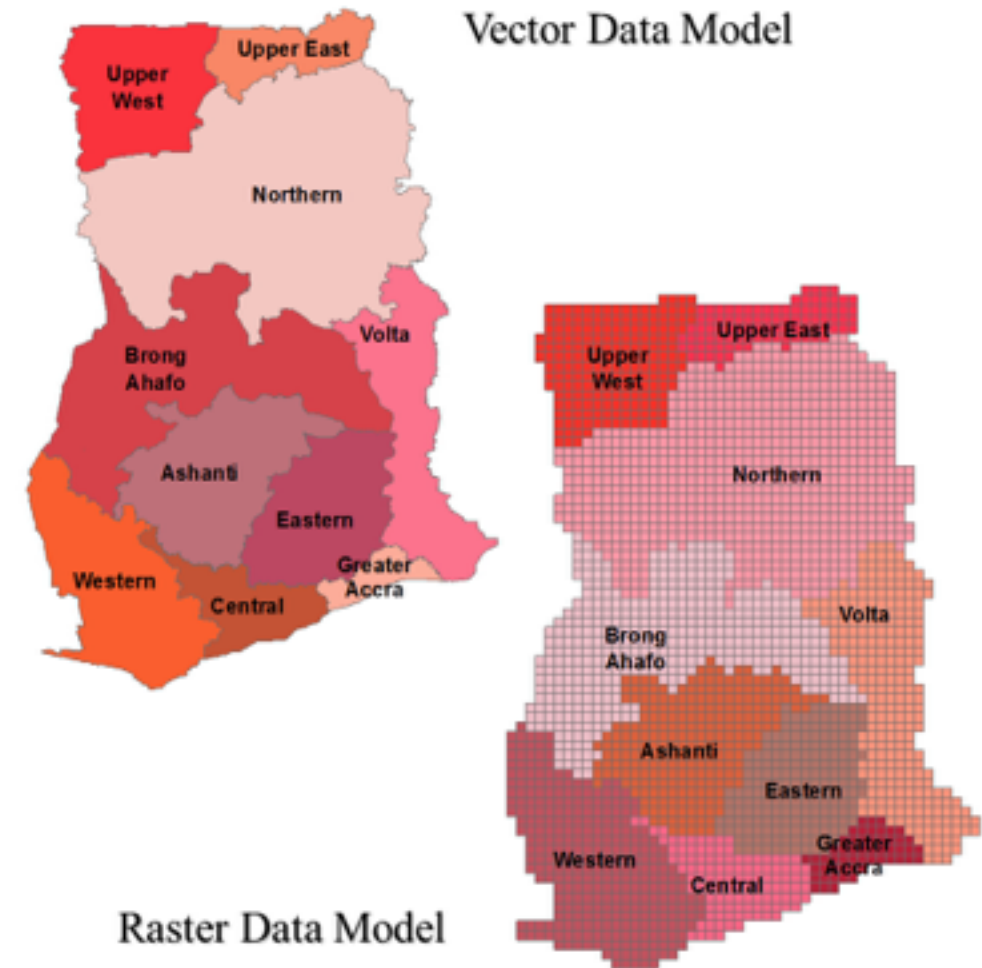 Vector Data Model
Upper East
Upper
West
Northern
Volta
Brong
Ahafo
Ashanti
Eastern
Greater
Accra
Western
Central
Upper East
Upper
West
Northern
Volta
Brong
Ahafo
Ashanti
Eastern
Greater
Accra
Western
Central
Raster Data Model